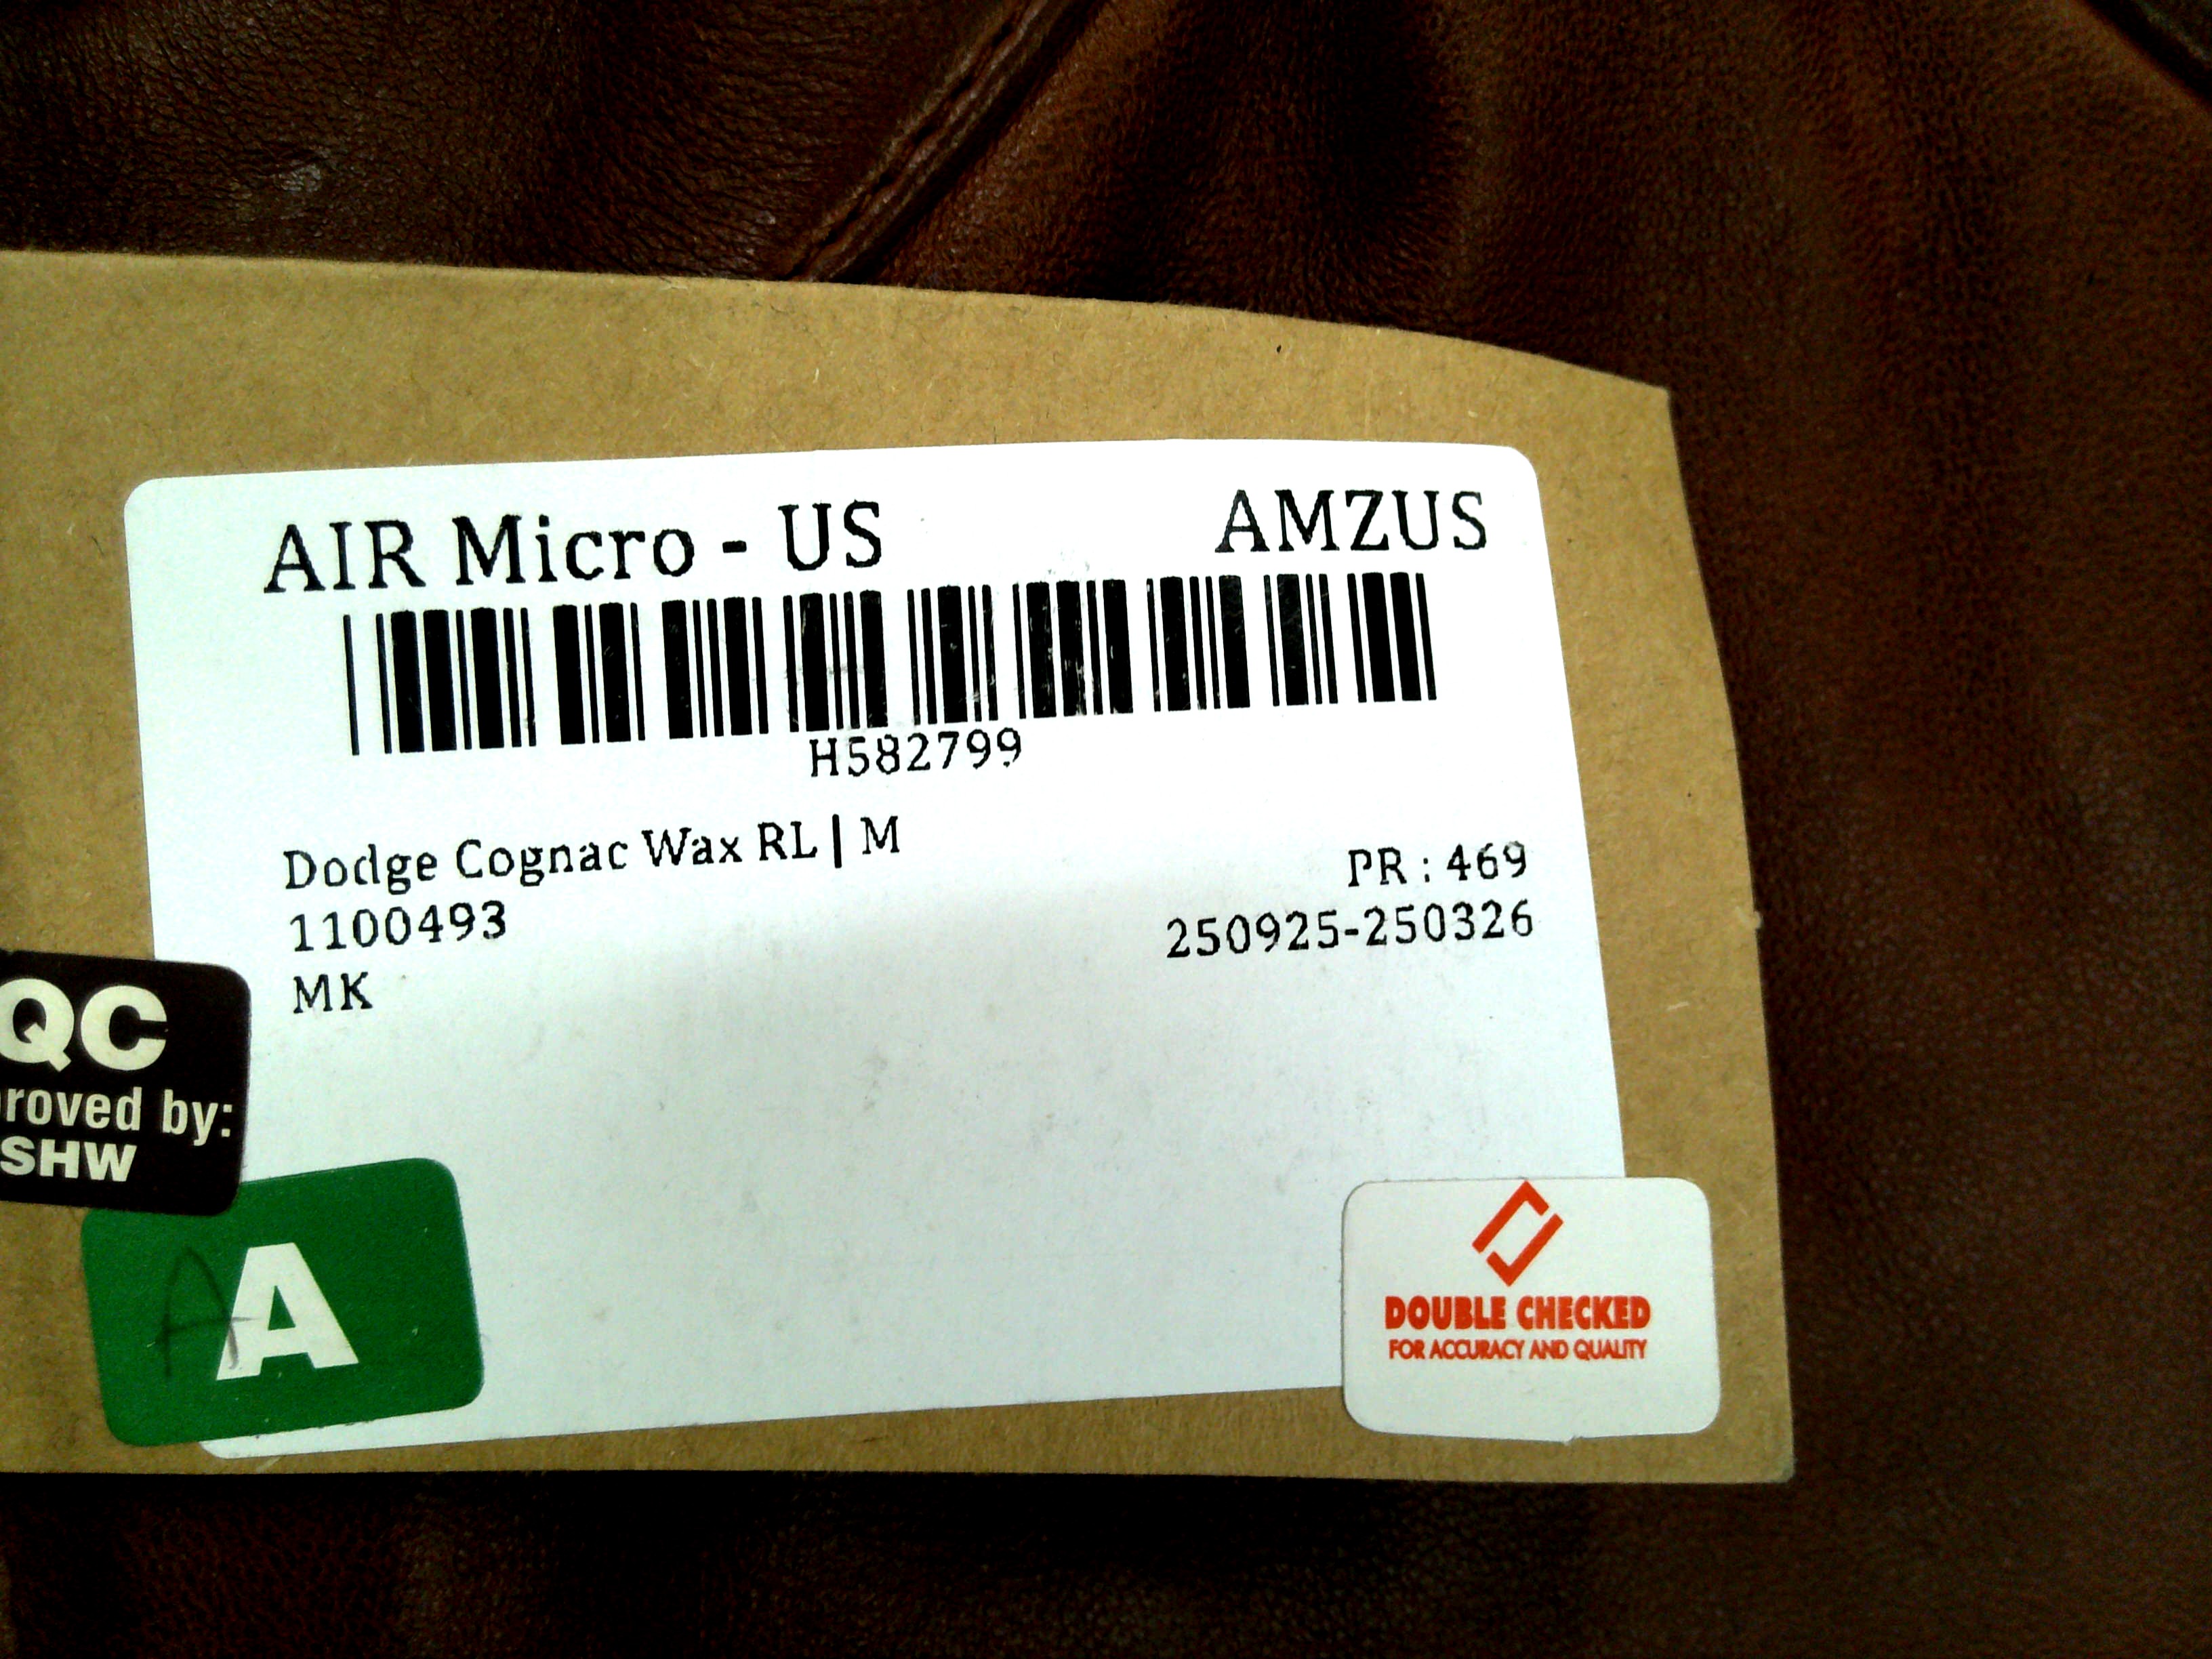 AIR Micro - US AMZUS
H582799
Dodge Cognac Wax RL | M
PR : 469
1100493
250925-250326
MK
QC
proved by:
SHW
A
A
DOUBLE CHECKED
FOR ACCURACY AND QUALITY